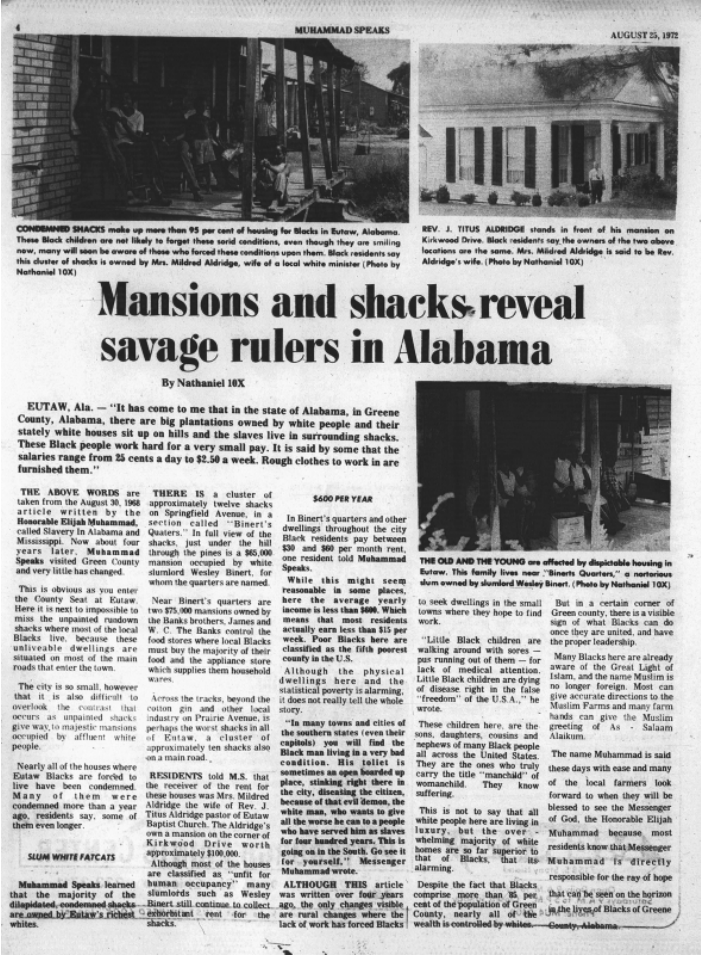 4
MUHAMMAD SPEAKS
AUGUST 25, 1972
CONDEMNED SHACKS make up more than 95 per cent of housing for Blacks in Eutaw, Alabama.
These Black children are not likely to forget these sorid conditions, even though they are smiling
now, many will soon be aware of those who forced these conditions upon them. Black residents say
this cluster of shacks is owned by Mrs. Mildred Aldridge, wife of a local white minister (Photo by
Nathaniel 10X)
REV. J. TITUS ALDRIDGE stands in front of his mansion on
Kirkwood Drive. Black residents say the owners of the two above
locations are the same. Mrs. Mildred Aldridge is said to be Rev.
Aldridge's wife. (Photo by Nathaniel 10X)
Mansions and shacks reveal
savage rulers in Alabama
By Nathaniel 10X
EUTAW, Ala. — "It has come to me that in the state of Alabama, in Greene
County, Alabama, there are big plantations owned by white people and their
stately white houses sit up on hills and the slaves live in surrounding shacks.
These Black people work hard for a very small pay. It is said by some that the
salaries range from 25 cents a day to $2.50 a week. Rough clothes to work in are
furnished them."
THE ABOVE WORDS are
taken from the August 30, 1968
article written by the
Honorable Elijah Muhammad,
called Slavery In Alabama and
Mississippi. Now about four
years later, Muhammad
Speaks visited Green County
and very little has changed.
This is obvious as you enter
the County Seat at Eutaw.
Here it is next to impossible to
miss the unpainted rundown
shacks where most of the local
Blacks live, because these
unliveable dwellings are
situated on most of the main
roads that enter the town.
The city is so small, however
that it is also difficult to
overlook the contrast that
occurs as unpainted shacks
give way, to majestic mansions
occupied by affluent white
people.
Nearly all of the houses where
Eutaw Blacks are forced to
live have been condemned.
Many of them were
condemned more than a year
ago, residents say, some of
them even longer.
SLUM WHITE FATCATS
Muhammad Speaks learned
that the majority of the
dilapidated, condemned shacks
are owned by Eutaw's richest
whites.
THERE IS a cluster of
approximately twelve shacks
on Springfield Avenue, in a
section called "Binert's
Quaters." In full view of the
shacks, just under the hill
through the pines is a $65,000
mansion occupied by white
slumlord Wesley Binert, for
whom the quarters are named.
Near Binert's quarters are
two $75,000 mansions owned by
the Banks brothers, James and
W. C. The Banks control the
food stores where local Blacks
must buy the majority of their
food and the appliance store
which supplies them household
wares.
Across the tracks, beyond the
cotton gin and other local
industry on Prairie Avenue, is
perhaps the worst shacks in all
of Eutaw, a cluster of
approximately ten shacks also
on a main road.
RESIDENTS told M.S. that
the receiver of the rent for
these houses was Mrs. Mildred
Aldridge the wife of Rev. J.
Titus Aldridge pastor of Eutaw
Baptist Church. The Aldridge's
own a mansion on the corner of
Kirkwood Drive worth
approximately $100,000.
Although most of the houses
are classified as "unfit for
human occupancy" many
slumlords such as Wesley
Binert still continue to collect
exhorbitant rent for the
shacks.
$600 PER YEAR
In Binert's quarters and other
dwellings throughout the city
Black residents pay between
$30 and $60 per month rent,
one resident told Muhammad
Speaks.
While this might seem
reasonable in some places,
here the average yearly
income is less than $600. Which
means that most residents
actually earn less than $15 per
week. Poor Blacks here are
classified as the fifth poorest
county in the U.S.
Although the physical
dwellings here and the
statistical poverty is alarming,
it does not really tell the whole
story.
"In many towns and cities of
the southern states (even their
capitols) you will find the
Black man living in a very bad
condition. His toliet is
sometimes an open boarded up
place, stinking right there in
the city, diseating the citizen,
because of that evil demon, the
white man, who wants to give
all the worse he can to a people
who have served him as slaves
for four hundred years. This is
going on in the South. Go see it
for yourself," Messenger
Muhammad wrote.
ALTHOUGH THIS article
was written over four years
ago, the only changes visible
are rural changes where the
lack of work has forced Blacks
THE OLD AND THE YOUNG are affected by dispictable housing in
Eutaw. This family lives near "Binerts Quarters," a notorious
slum owned by slumlord Wesley Binert. (Photo by Nathaniel 10X)
to seek dwellings in the small
towns where they hope to find
work.
"Little Black children are
walking around with sores —
pus running out of them — for
lack of medical attention.
Little Black children are dying
of disease right in the false
"freedom" of the U.S.A.," he
wrote.
These children here, are the
sons, daughters, cousins and
nephews of many Black people
all across the United States.
They are the ones who truly
carry the title "manchild" of
womanchild. They know
suffering.
This is not to say that all
white people here are living in
luxury, but the over -
whelming majority of white
homes are so far superior to
that of Blacks, that its
alarming.
Despite the fact that Blacks
comprise more than 85 per
cent of the population of Green
County, nearly all of the
wealth is controlled by whites.
But in a certain corner of
Green county, there is a visible
sign of what Blacks can do
once they are united, and have
the proper leadership.
Many Blacks here are already
aware of the Great Light of
Islam, and the name Muslim is
no longer foreign. Most can
give accurate directions to the
Muslim Farms and many farm
hands can give the Muslim
greeting of As - Salaam
Alaikum.
The name Muhammad is said
these days with ease and many
of the local farmers look
forward to when they will be
blessed to see the Messenger
of God, the Honorable Elijah
Muhammad because most
residents know that Messenger
Muhammad is directly
responsible for the ray of hope
that can be seen on the horizon
in the lives of Blacks of Greene
County, Alabama.